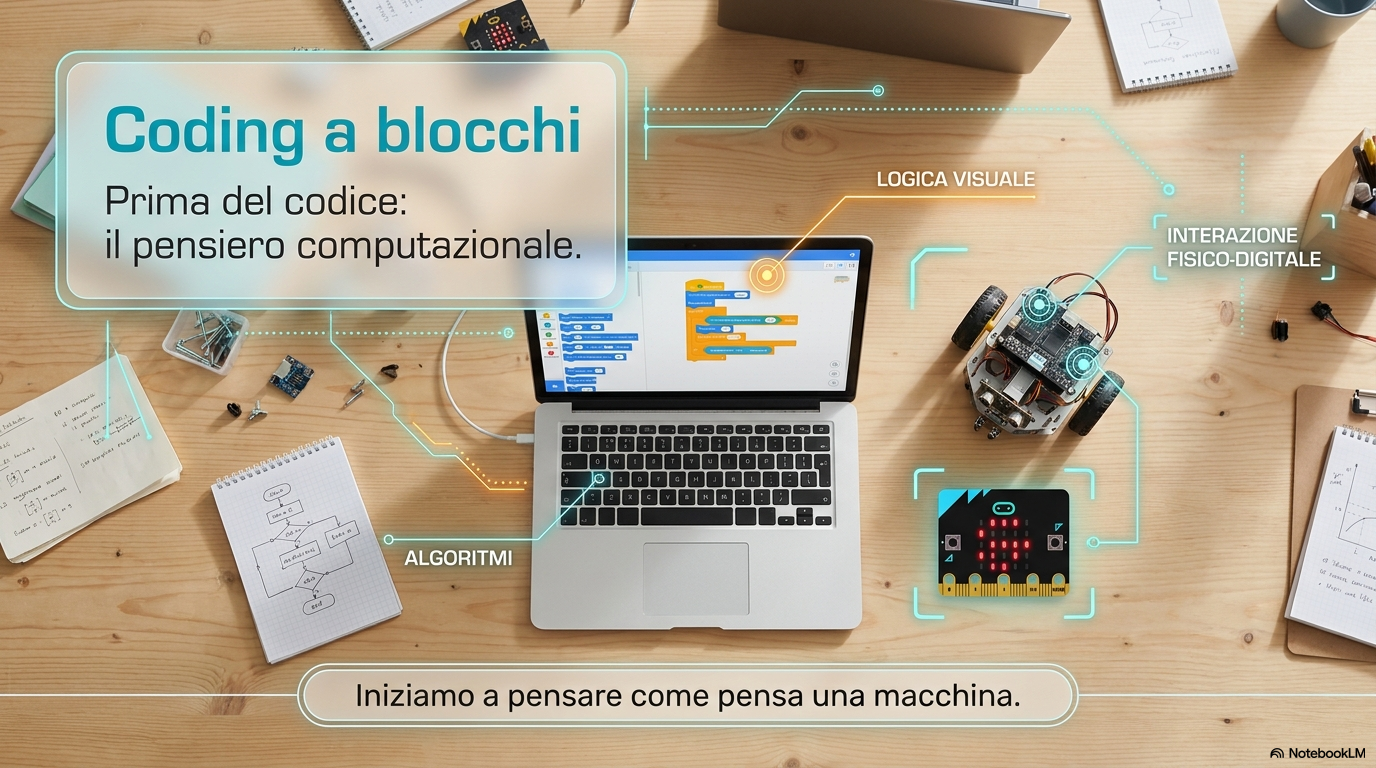 Coding a blocchi
Prima del codice:
il pensiero computazionale.
LOGICA VISUALE
INTERAZIONE
FISICO-DIGITALE
ALGORITMI
Iniziamo a pensare come pensa una macchina.
NotebookLM